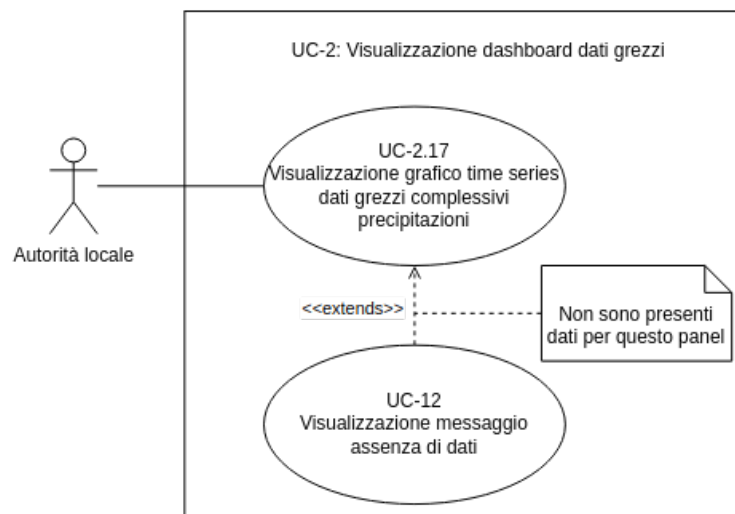 UC-2: Visualizzazione dashboard dati grezzi
UC-2.17
Visualizzazione grafico time series
dati grezzi complessivi
precipitazioni
Autorità locale
<<extends>>
Non sono presenti
dati per questo panel
UC-12
Visualizzazione messaggio
assenza di dati